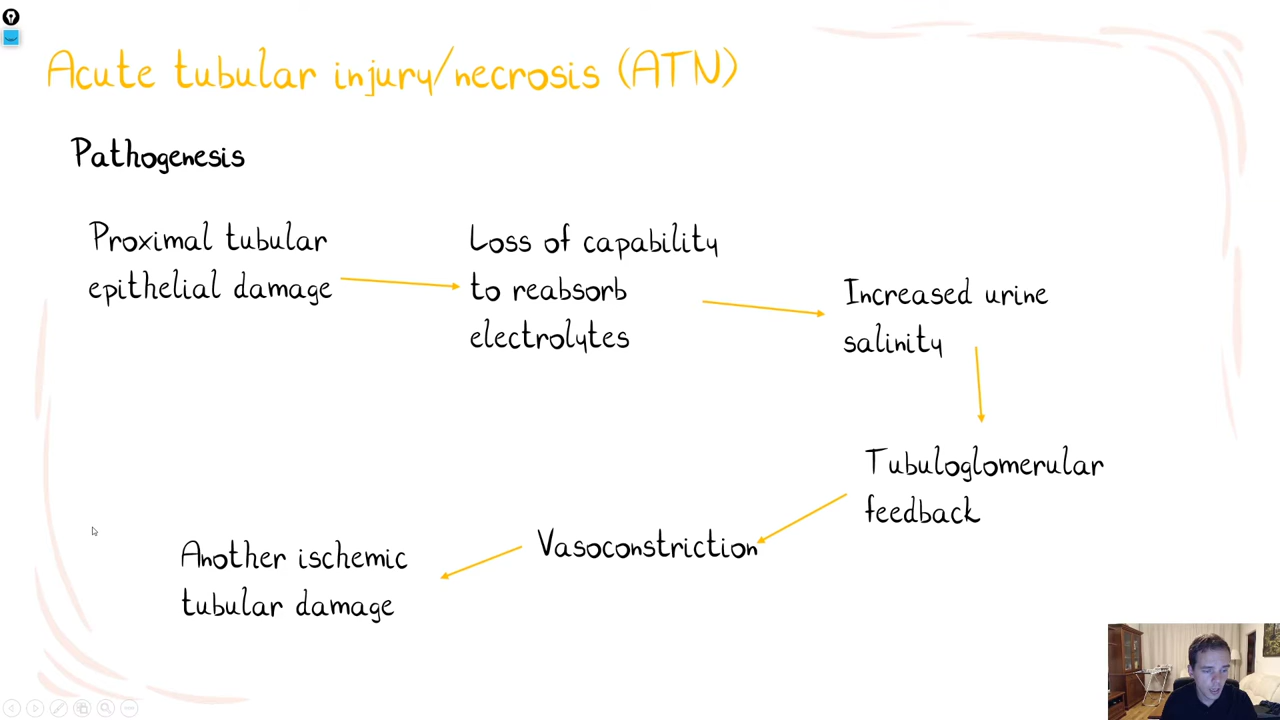 Acute tubular injury/necrosis (ATN)
Pathogenesis
Proximal tubular
epithelial damage
Loss of capability
to reabsorb
electrolytes
Increased urine
salinity
Tubuloglomerular
feedback
Vasoconstriction
Another ischemic
tubular damage